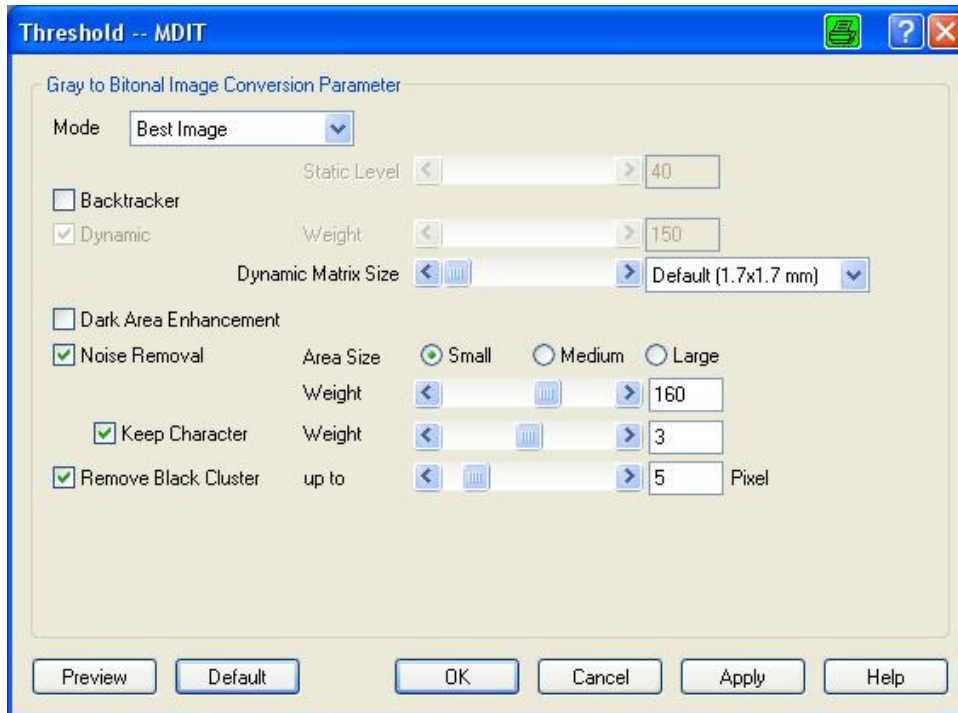 Threshold -- MDIT
Gray to Bitonal Image Conversion Parameter
Mode Best Image
Static Level 40
Backtracker
Dynamic Weight 150
Dynamic Matrix Size Default (1.7x1.7 mm)
Dark Area Enhancement
Noise Removal Area Size Small Medium Large
Weight 160
Keep Character Weight 3
Remove Black Cluster up to 5 Pixel
Preview Default OK Cancel Apply Help